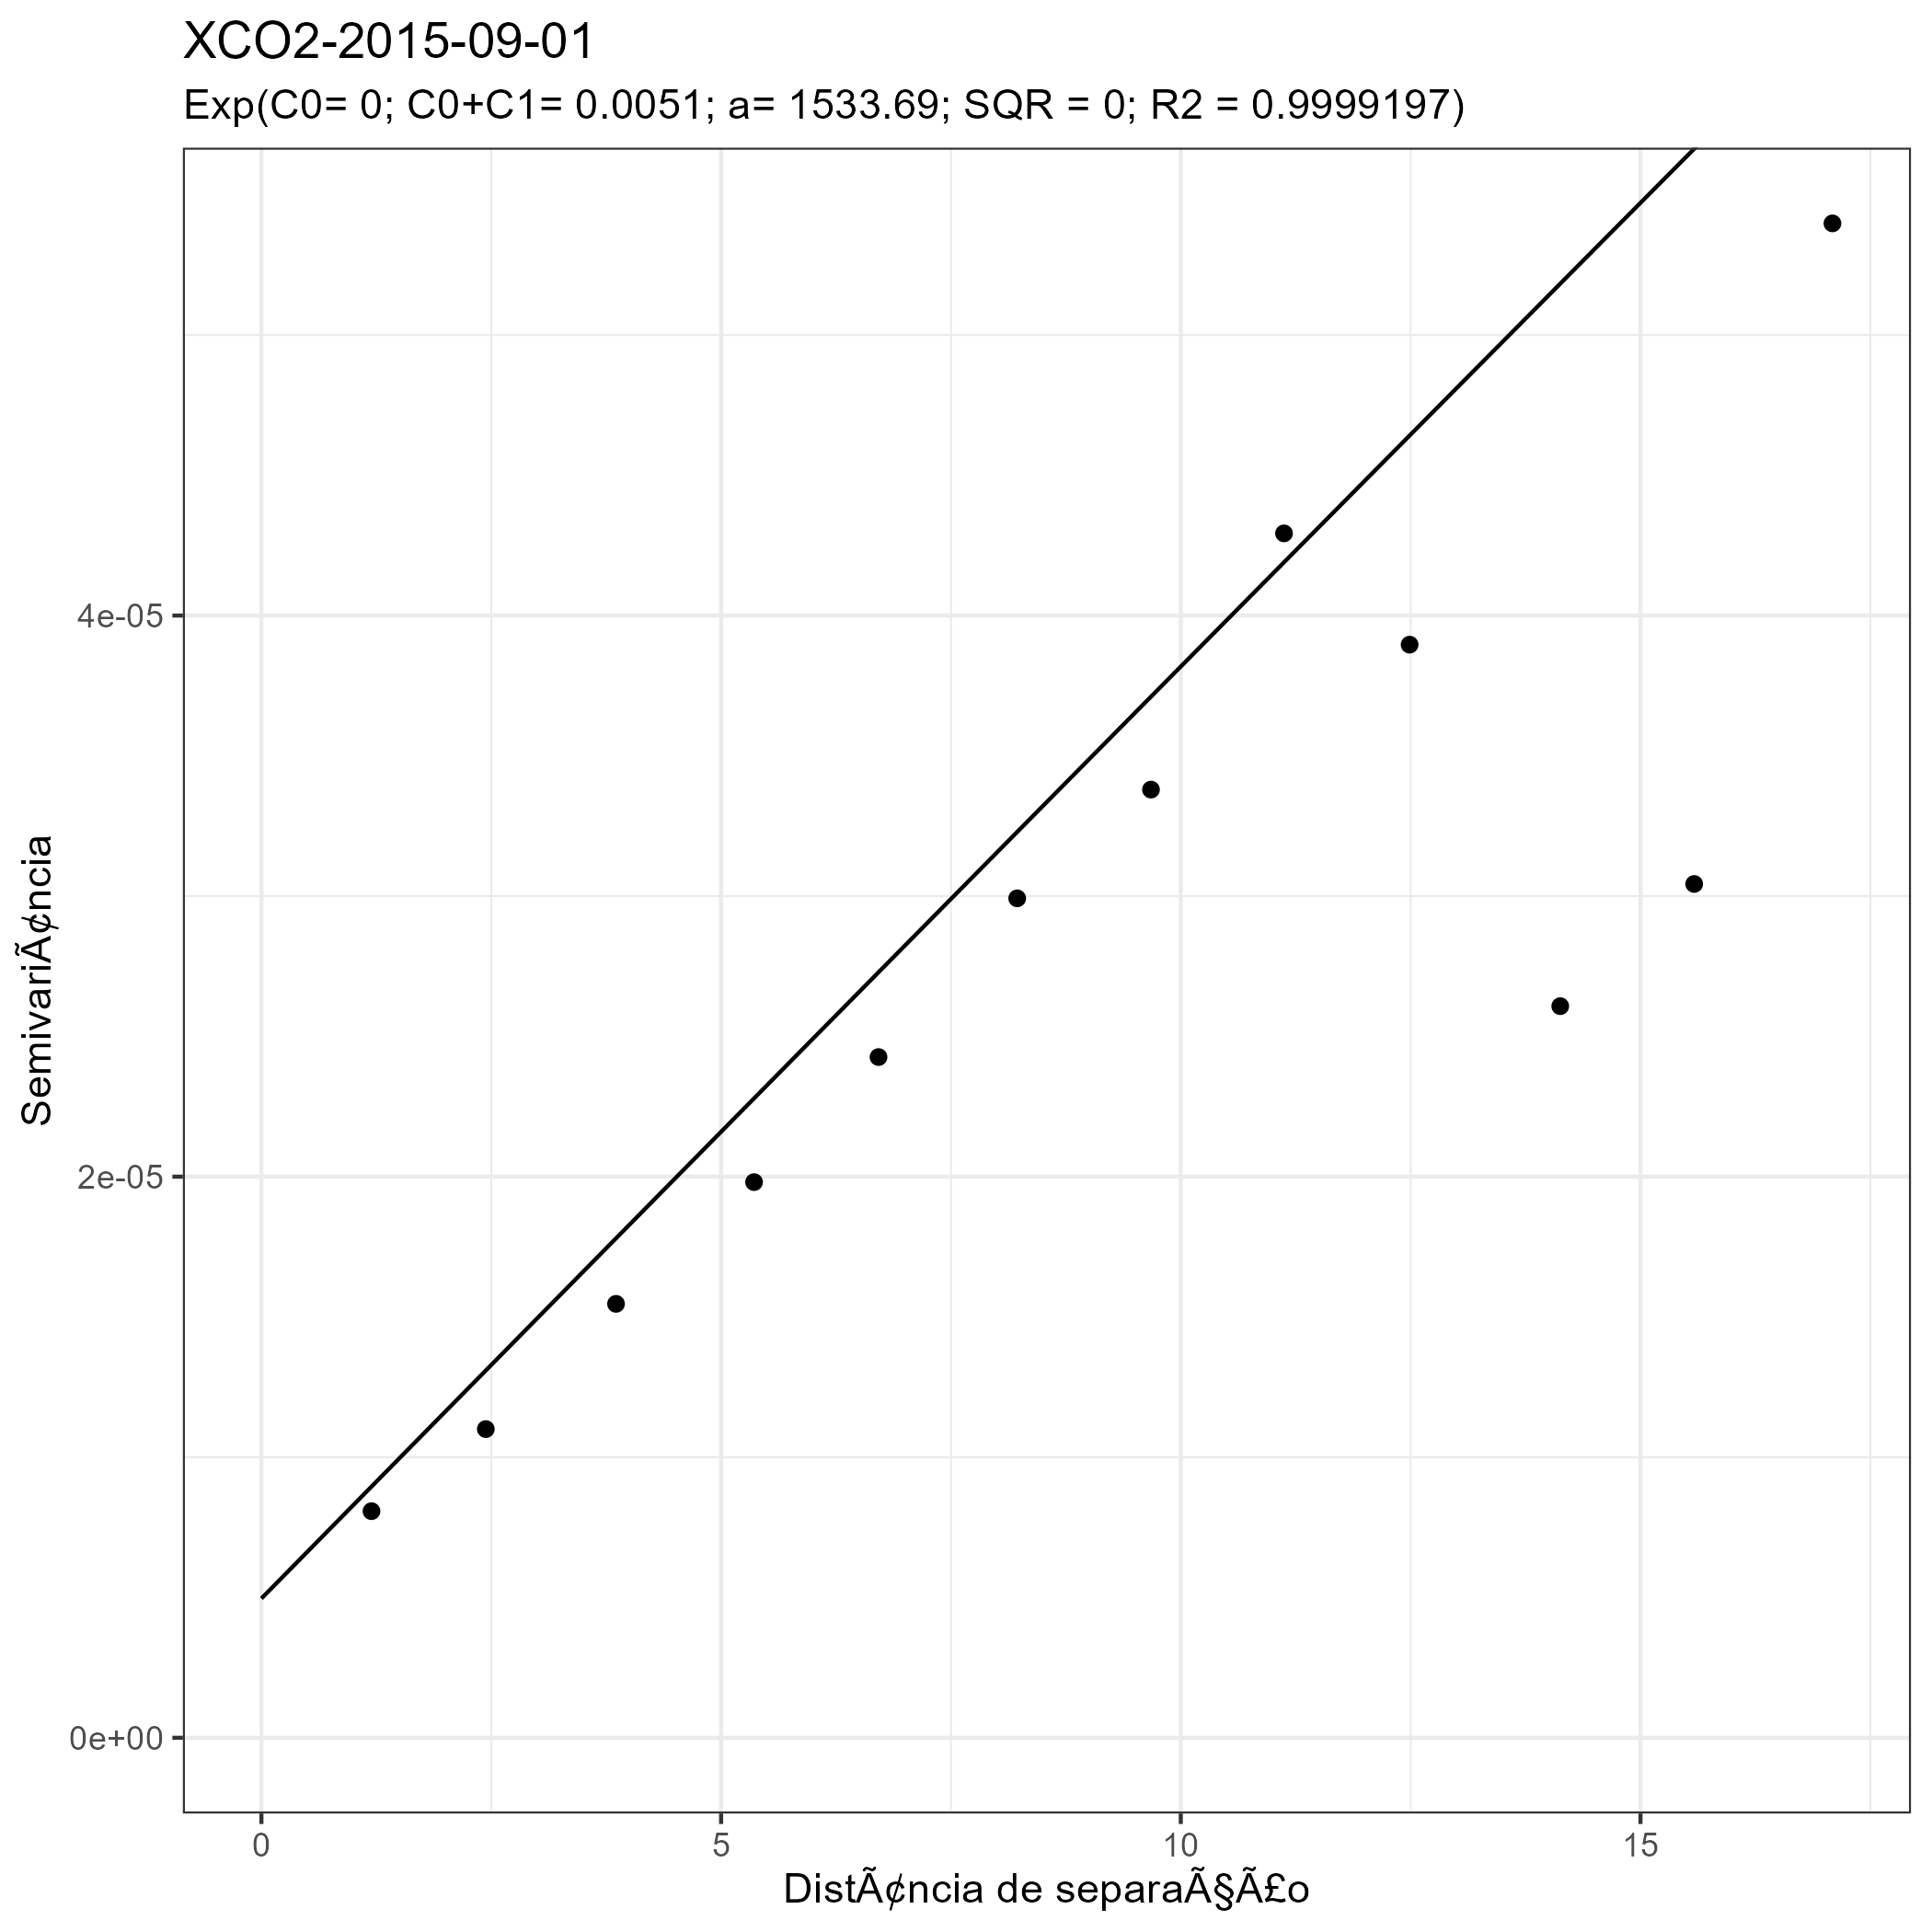 XCO2-2015-09-01
Exp(C0= 0; C0+C1= 0.0051; a= 1533.69; SQR = 0; R2 = 0.9999197)
SemivariÃ¢ncia
4e-05
2e-05
0e+00
0
5
10
15
DistÃ¢ncia de separaÃ§Ã£o